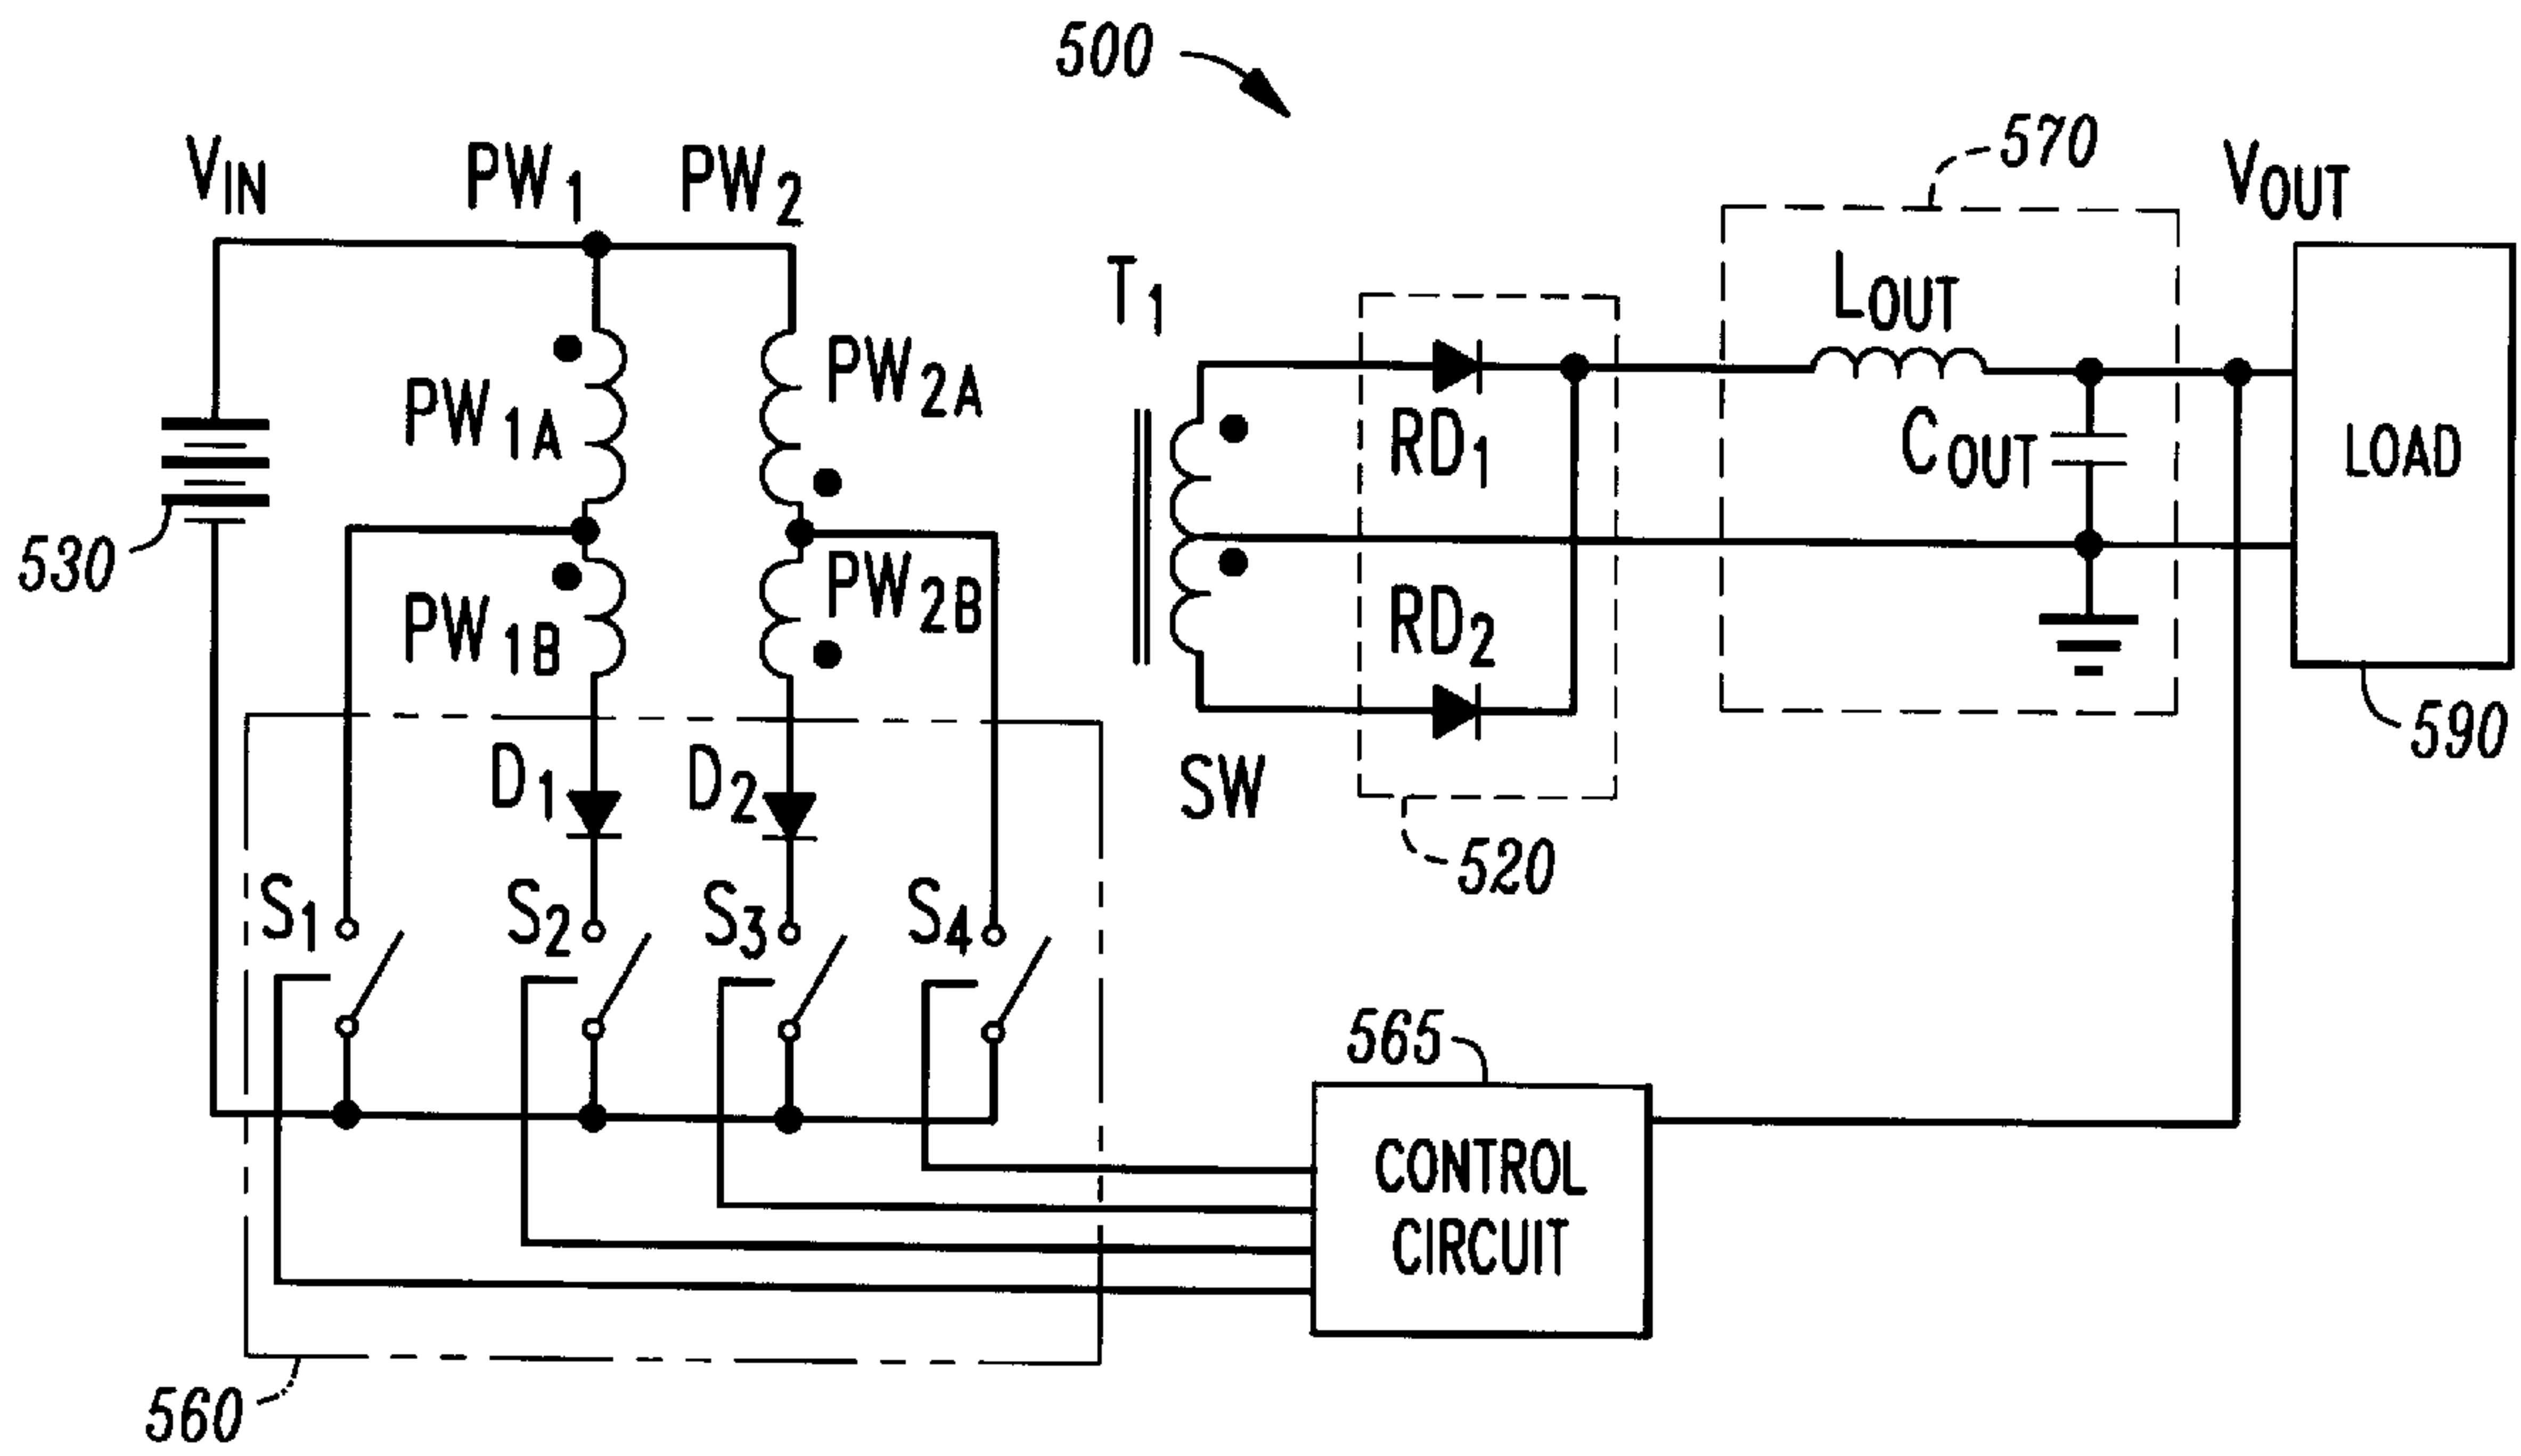 500
570
VIN
PW1
PW2
VOUT
T1
LOUT
PW2A
PW1A
RD1
COUT
LOAD
530
PW2B
PW1B
RD2
590
D1
D2
SW
520
S1
S2
S3
S4
565
CONTROL
CIRCUIT
560